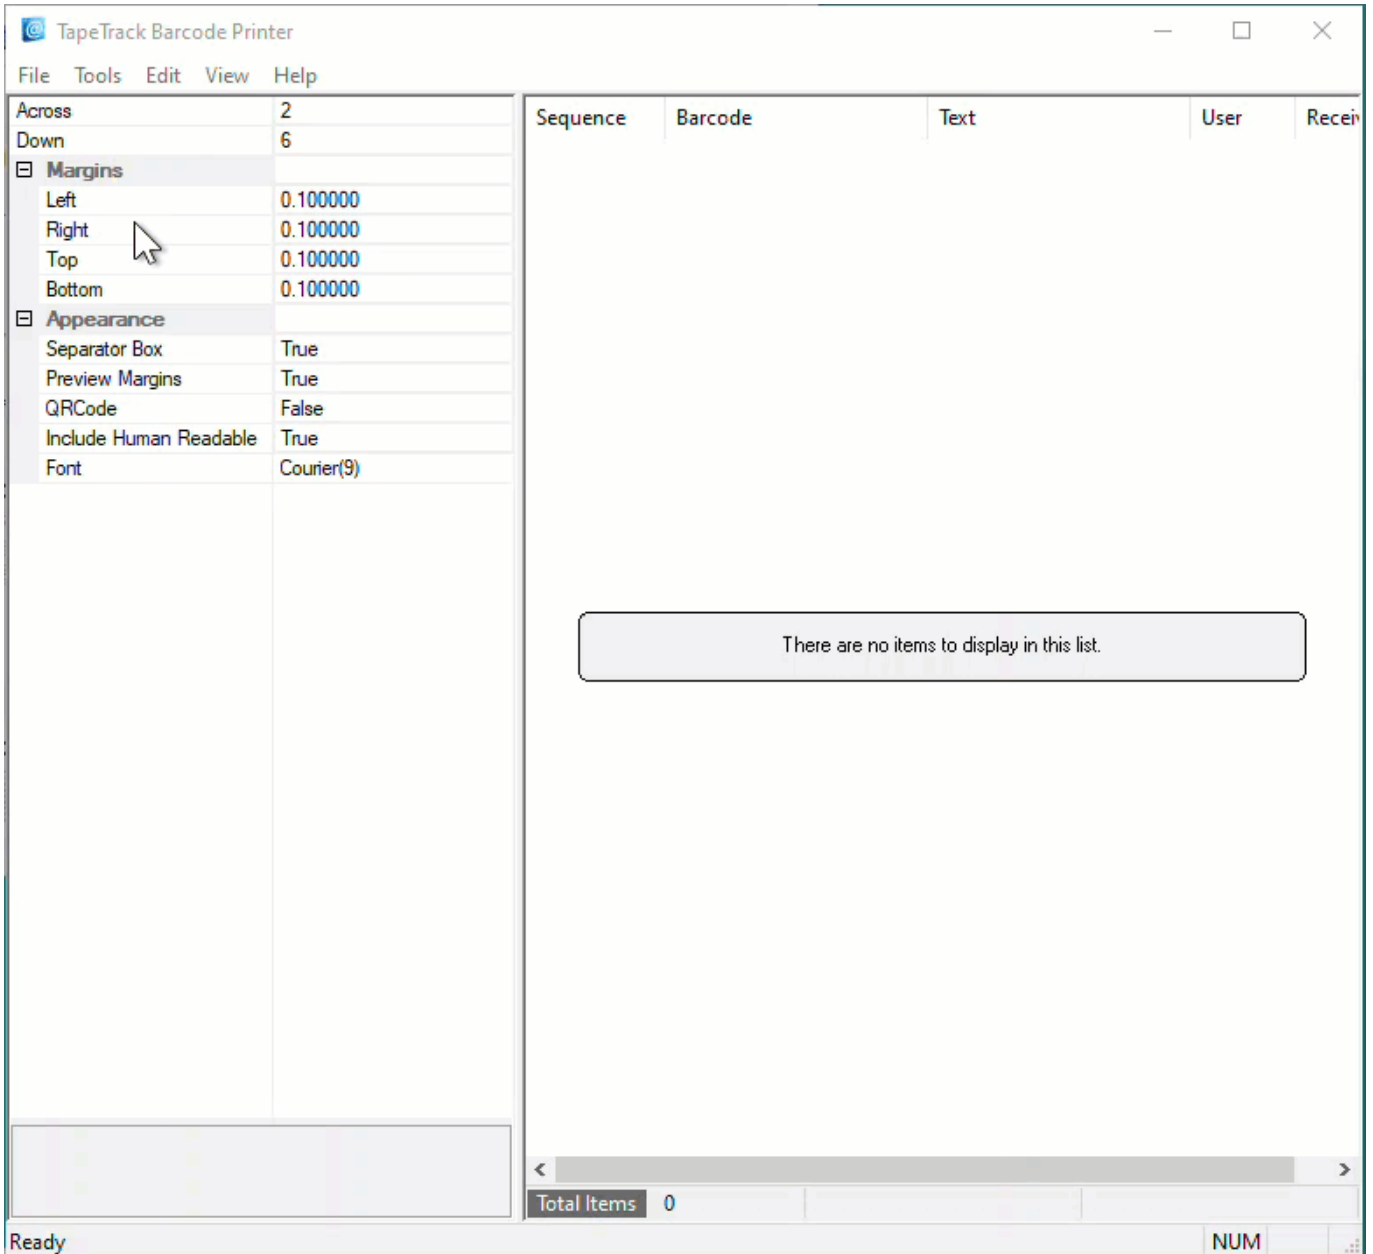 TapeTrack Barcode Printer
File Tools Edit View Help
Across 2
Down 6
Margins
Left 0.100000
Right 0.100000
Top 0.100000
Bottom 0.100000
Appearance
Separator Box True
Preview Margins True
QRCode False
Include Human Readable True
Font Courier(9)
Sequence Barcode Text User Receiv
There are no items to display in this list.
Total Items 0
Ready NUM